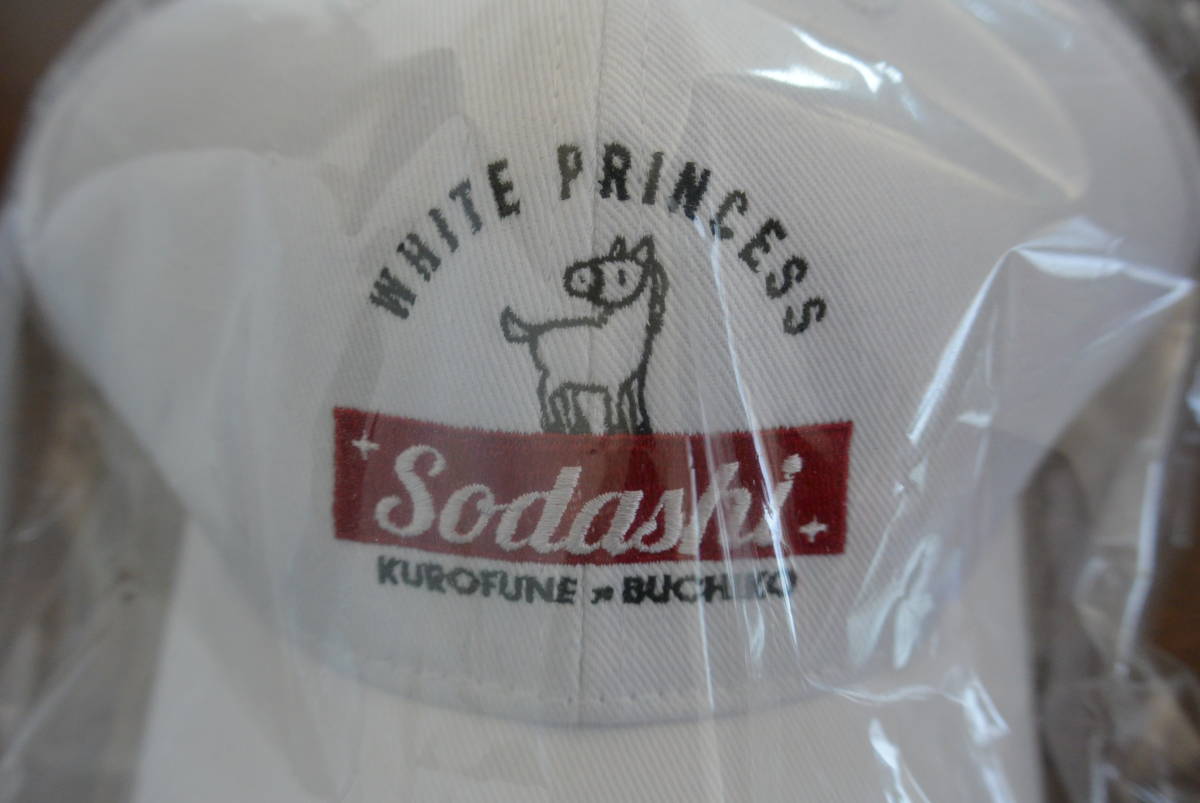 WHITE PRINCESS
Sodashi
KUROFUNE × BUCHIKO